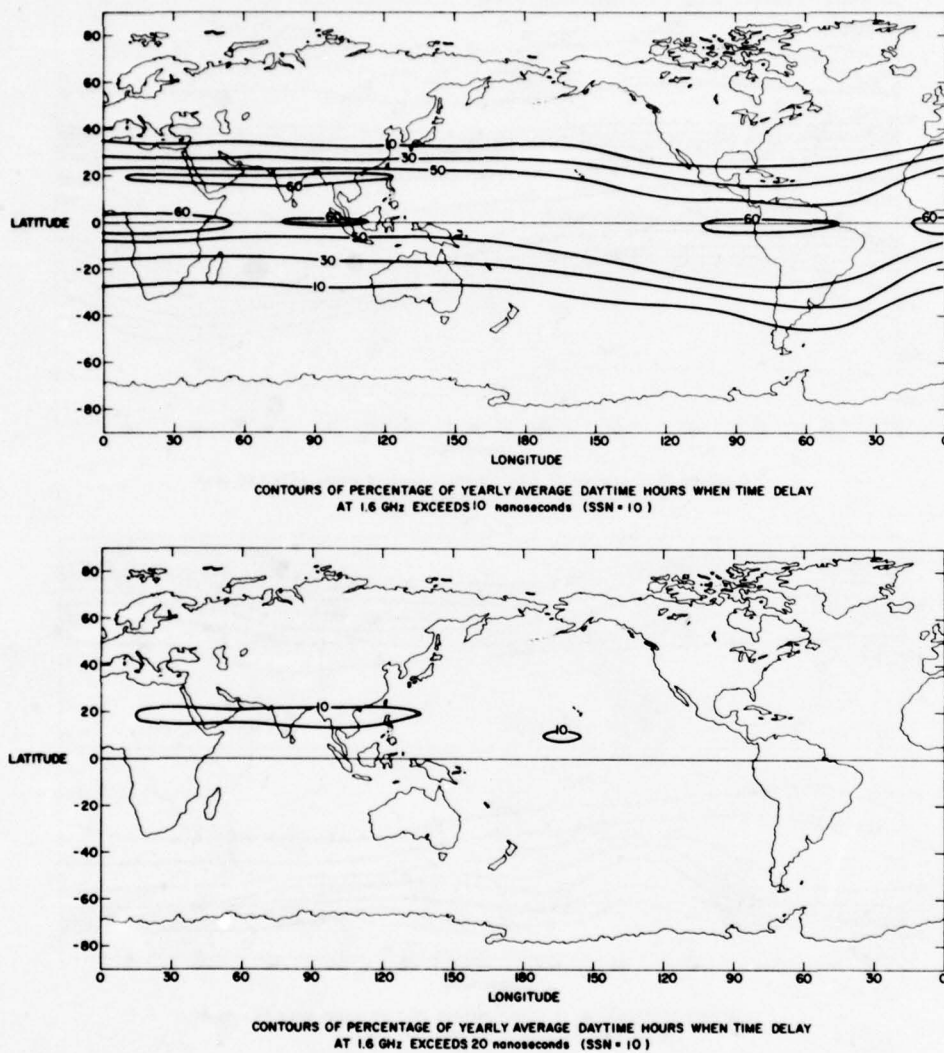 80
60
40
10
30
50
20
60
LATITUDE 0 60 60 60 60
50
-20
30
-40
10
-60
-80
0 30 60 90 120 150 180 150 120 90 60 30 0
LONGITUDE
CONTOURS OF PERCENTAGE OF YEARLY AVERAGE DAYTIME HOURS WHEN TIME DELAY
AT 1.6 GHz EXCEEDS 10 nanoseconds (SSN = 10)
80
60
40
20 10
10
LATITUDE 0
-20
-40
-60
-80
0 30 60 90 120 150 180 150 120 90 60 30 0
LONGITUDE
CONTOURS OF PERCENTAGE OF YEARLY AVERAGE DAYTIME HOURS WHEN TIME DELAY
AT 1.6 GHz EXCEEDS 20 nanoseconds (SSN = 10)